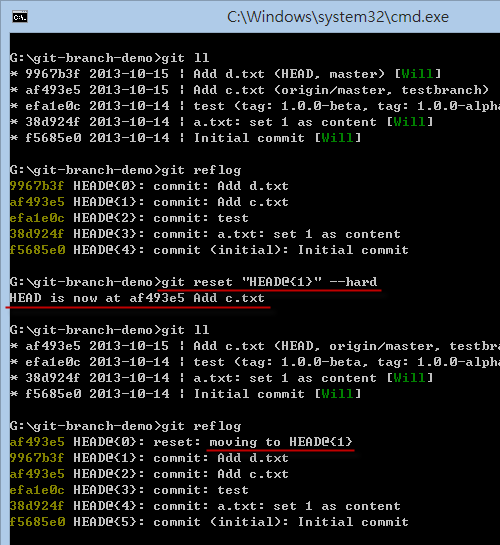 C:\Windows\system32\cmd.exe
G:\git-branch-demo>git ll
* 9967b3f 2013-10-15 | Add d.txt (HEAD, master) [Will]
* af493e5 2013-10-15 | Add c.txt (origin/master, testbranch)
* efa1e0c 2013-10-14 | test (tag: 1.0.0-beta, tag: 1.0.0-alpha
* 38d924f 2013-10-14 | a.txt: set 1 as content [Will]
* f5685e0 2013-10-14 | Initial commit [Will]
G:\git-branch-demo>git reflog
9967b3f HEAD@{0}: commit: Add d.txt
af493e5 HEAD@{1}: commit: Add c.txt
efa1e0c HEAD@{2}: commit: test
38d924f HEAD@{3}: commit: a.txt: set 1 as content
f5685e0 HEAD@{4}: commit (initial): Initial commit
G:\git-branch-demo>git reset "HEAD@{1}" --hard
HEAD is now at af493e5 Add c.txt
G:\git-branch-demo>git ll
* af493e5 2013-10-15 | Add c.txt (HEAD, origin/master, testbra
* efa1e0c 2013-10-14 | test (tag: 1.0.0-beta, tag: 1.0.0-alpha
* 38d924f 2013-10-14 | a.txt: set 1 as content [Will]
* f5685e0 2013-10-14 | Initial commit [Will]
G:\git-branch-demo>git reflog
af493e5 HEAD@{0}: reset: moving to HEAD@{1}
9967b3f HEAD@{1}: commit: Add d.txt
af493e5 HEAD@{2}: commit: Add c.txt
efa1e0c HEAD@{3}: commit: test
38d924f HEAD@{4}: commit: a.txt: set 1 as content
f5685e0 HEAD@{5}: commit (initial): Initial commit